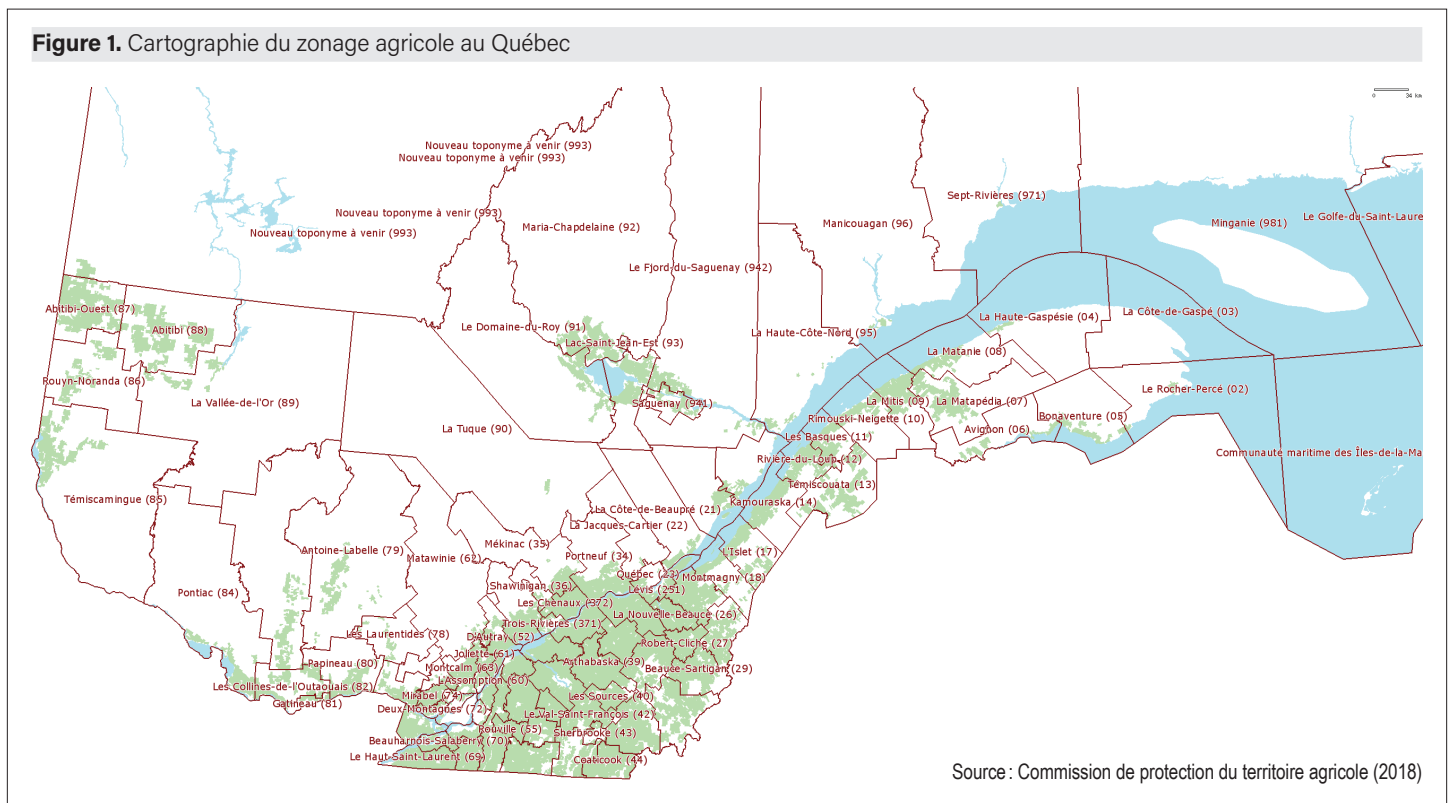 Figure 1. Cartographie du zonage agricole au Québec
0 34 km
Nouveau toponyme à venir (993)
Nouveau toponyme à venir (993)
Sept-Rivières (971)
Nouveau toponyme à venir (993)
Maria-Chapdelaine (92)
Manicouagan (96)
Minganie (981)
Le Golfe-du-Saint-Laure
Nouveau toponyme à venir (993)
Le Fjord-du-Saguenay (942)
Abitibi-Ouest (87)
La Côte-de-Gaspé (03)
La Haute-Gaspésie (04)
Abitibi (88)
Le Domaine-du-Roy (91)
La Haute-Côte-Nord (95)
Lac-Saint-Jean-Est (93)
La Matanie (08)
Rouyn-Noranda (86)
Le Rocher-Percé (02)
La Vallée-de-l'Or (89)
Saguenay (941)
La Mitis (09)
La Matapédia (07)
Bonaventure (05)
Rimouski-Neigette (10)
La Tuque (90)
Avignon (06)
Les Basques (11)
Communauté maritime des Îles-de-la-Ma
Rivière-du-Loup (12)
Témiscouata (13)
Témiscamingue (85)
Kamouraska (14)
La Côte-de-Beaupré (21)
La Jacques-Cartier (22)
Mékinac (35)
Antoine-Labelle (79)
Matawinie (62)
Portneuf (34)
L'Islet (17)
Québec (23)
Montmagny (18)
Shawinigan (36)
Lévis (251)
Pontiac (84)
Les Chenaux (372)
La Nouvelle-Beauce (26)
Trois-Rivières (371)
Les Laurentides (78)
D'Autray (52)
Robert-Cliche (27)
Joliette (61)
Papineau (80)
Arthabaska (39)
Montcalm (63)
Beauce-Sartigan (29)
L'Assomption (60)
Les Collines-de-l'Outaouais (82)
Mirabel (74)
Les Sources (40)
Gatineau (81)
Deux-Montagnes (72)
Le Val-Saint-François (42)
Rouville (55)
Sherbrooke (43)
Beauharnois-Salaberry (70)
Le Haut-Saint-Laurent (69)
Coaticook (44)
Source : Commission de protection du territoire agricole (2018)